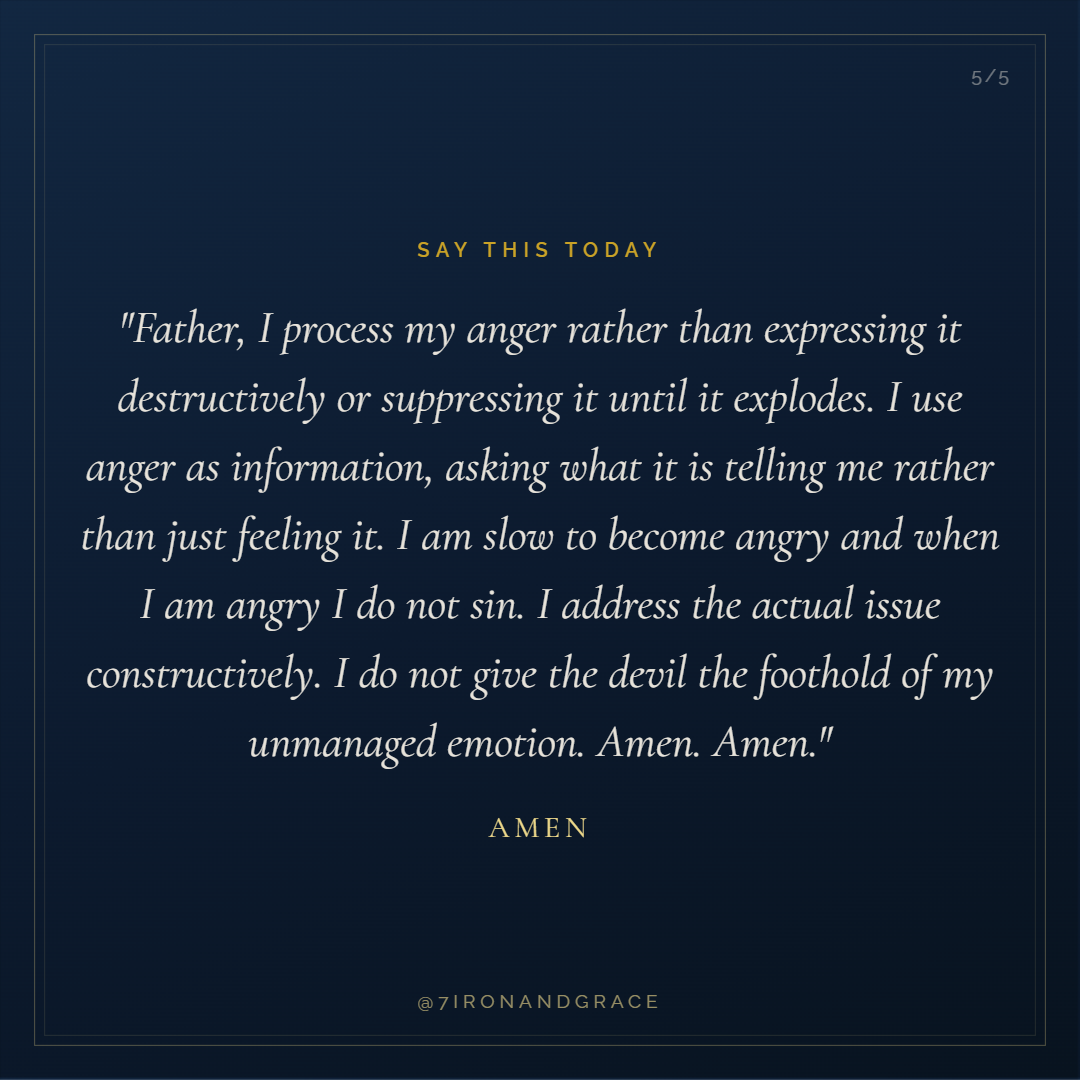 5/5
SAY THIS TODAY
"Father, I process my anger rather than expressing it
destructively or suppressing it until it explodes. I use
anger as information, asking what it is telling me rather
than just feeling it. I am slow to become angry and when
I am angry I do not sin. I address the actual issue
constructively. I do not give the devil the foothold of my
unmanaged emotion. Amen. Amen."
AMEN
@7IRONANDGRACE